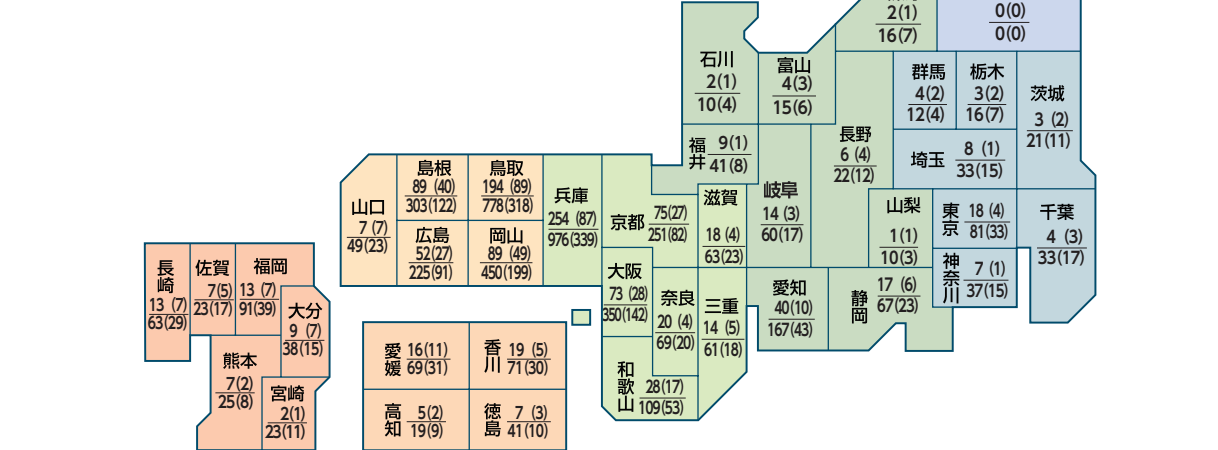 2(1)
16(7)
0(0)
0(0)
石川
2(1)
10(4)
富山
4(3)
15(6)
群馬
4(2)
12(4)
栃木
3(2)
16(7)
茨城
3 (2)
21(11)
福井
9(1)
41(8)
長野
6 (4)
22(12)
埼玉
8 (1)
33(15)
島根
89 (40)
303(122)
鳥取
194 (89)
778(318)
兵庫
254 (87)
976(339)
山口
7 (7)
49(23)
広島
52(27)
225(91)
岡山
89 (49)
450(199)
京都
75(27)
251(82)
滋賀
18 (4)
63(23)
岐阜
14 (3)
60(17)
山梨
1(1)
10(3)
東京
18 (4)
81(33)
千葉
4 (3)
33(17)
神奈川
7 (1)
37(15)
長崎
13 (7)
63(29)
佐賀
7(5)
23(17)
福岡
13 (7)
91(39)
大分
9 (7)
38(15)
大阪
73 (28)
350(142)
奈良
20 (4)
69(20)
三重
14 (5)
61(18)
愛知
40(10)
167(43)
静岡
17 (6)
67(23)
熊本
7(2)
25(8)
宮崎
2(1)
23(11)
愛媛
16(11)
69(31)
香川
19 (5)
71(30)
和歌山
28(17)
109(53)
高知
5(2)
19(9)
徳島
7 (3)
41(10)